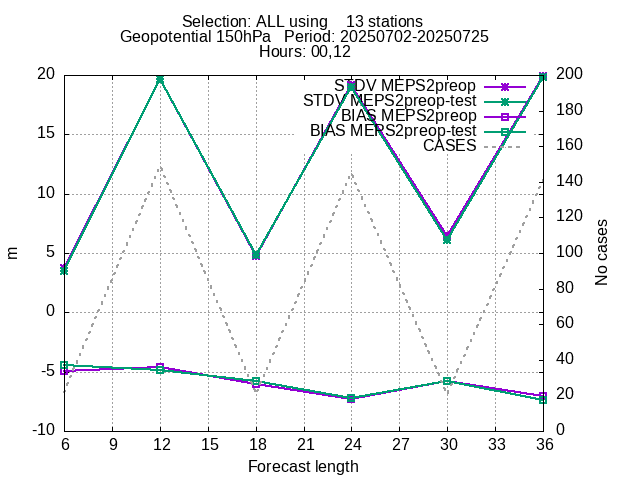 Selection: ALL using    13 stations
Geopotential 150hPa   Period: 20250702-20250725
Hours: 00,12
STDV MEPS2preop
STDV MEPS2preop-test
BIAS MEPS2preop
BIAS MEPS2preop-test
CASES
20
15
10
5
0
-5
-10
m
200
180
160
140
120
100
80
60
40
20
0
No cases
6 9 12 15 18 21 24 27 30 33 36
Forecast length